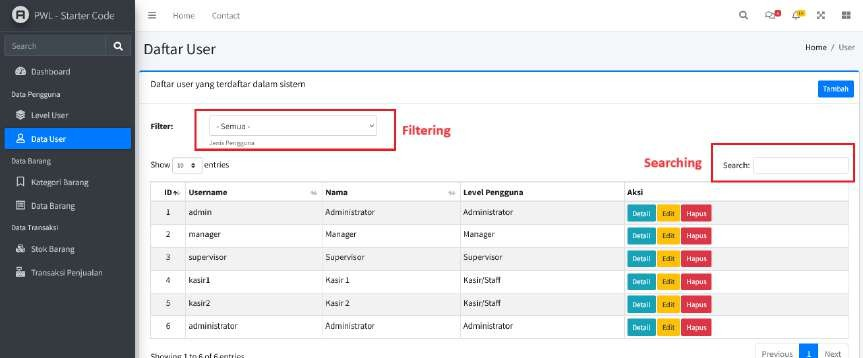 PWL - Starter Code
Home Contact
Search
Dashboard
Data Pengguna
Level User
Data User
Data Barang
Kategori Barang
Data Barang
Data Transaksi
Stok Barang
Transaksi Penjualan
Daftar User
Home / User
Daftar user yang terdaftar dalam sistem
Tambah
Filter: - Semua - Filtering
Jenis Pengguna
Show 10 entries
Searching Search:
ID Username Nama Level Pengguna Aksi
1 admin Administrator Administrator Detail Edit Hapus
2 manager Manager Manager Detail Edit Hapus
3 supervisor Supervisor Supervisor Detail Edit Hapus
4 kasir1 Kasir 1 Kasir/Staff Detail Edit Hapus
5 kasir2 Kasir 2 Kasir/Staff Detail Edit Hapus
6 administrator Administrator Administrator Detail Edit Hapus
Showing 1 to 6 of 6 entries
Previous 1 Next